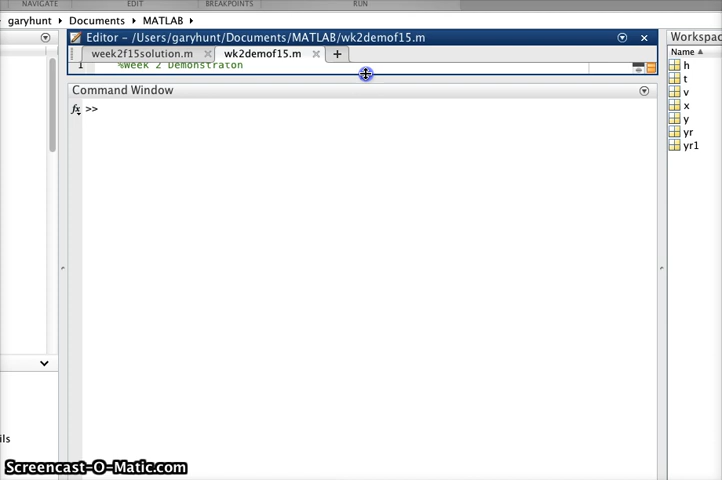 NAVIGATE EDIT BREAKPOINTS RUN
garyhunt Documents MATLAB
Editor – /Users/garyhunt/Documents/MATLAB/wk2demof15.m
week2f15solution.m wk2demof15.m
1 %Week 2 Demonstraton
Command Window
fx >>
Workspac
Name
h
t
v
x
y
yr
yr1
ils
Screencast-O-Matic.com